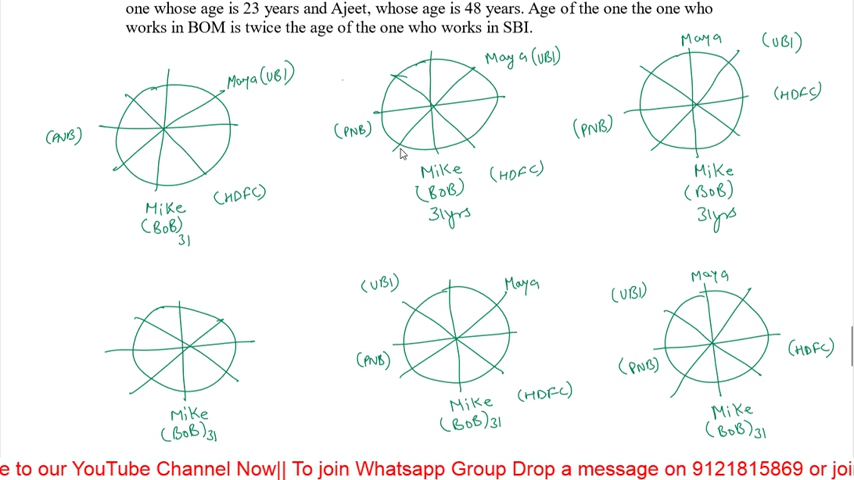 one whose age is 23 years and Ajeet, whose age is 48 years. Age of the one the one who
works in BOM is twice the age of the one who works in SBI.
Maya (UBI)
(PNB)
(HDFC)
Mike
(BOB)
31
Maya (UBI)
(PNB)
(HDFC)
Mike
(BOB)
31yrs
Maya
(UBI)
(HDFC)
(PNB)
Mike
(BOB)
31yrs
Mike
(BOB) 31
(UBI)
Maya
(PNB)
(HDFC)
Mike
(BOB) 31
Maya
(UBI)
(HDFC)
(PNB)
Mike
(BOB) 31
e to our YouTube Channel Now|| To join Whatsapp Group Drop a message on 9121815869 or joi